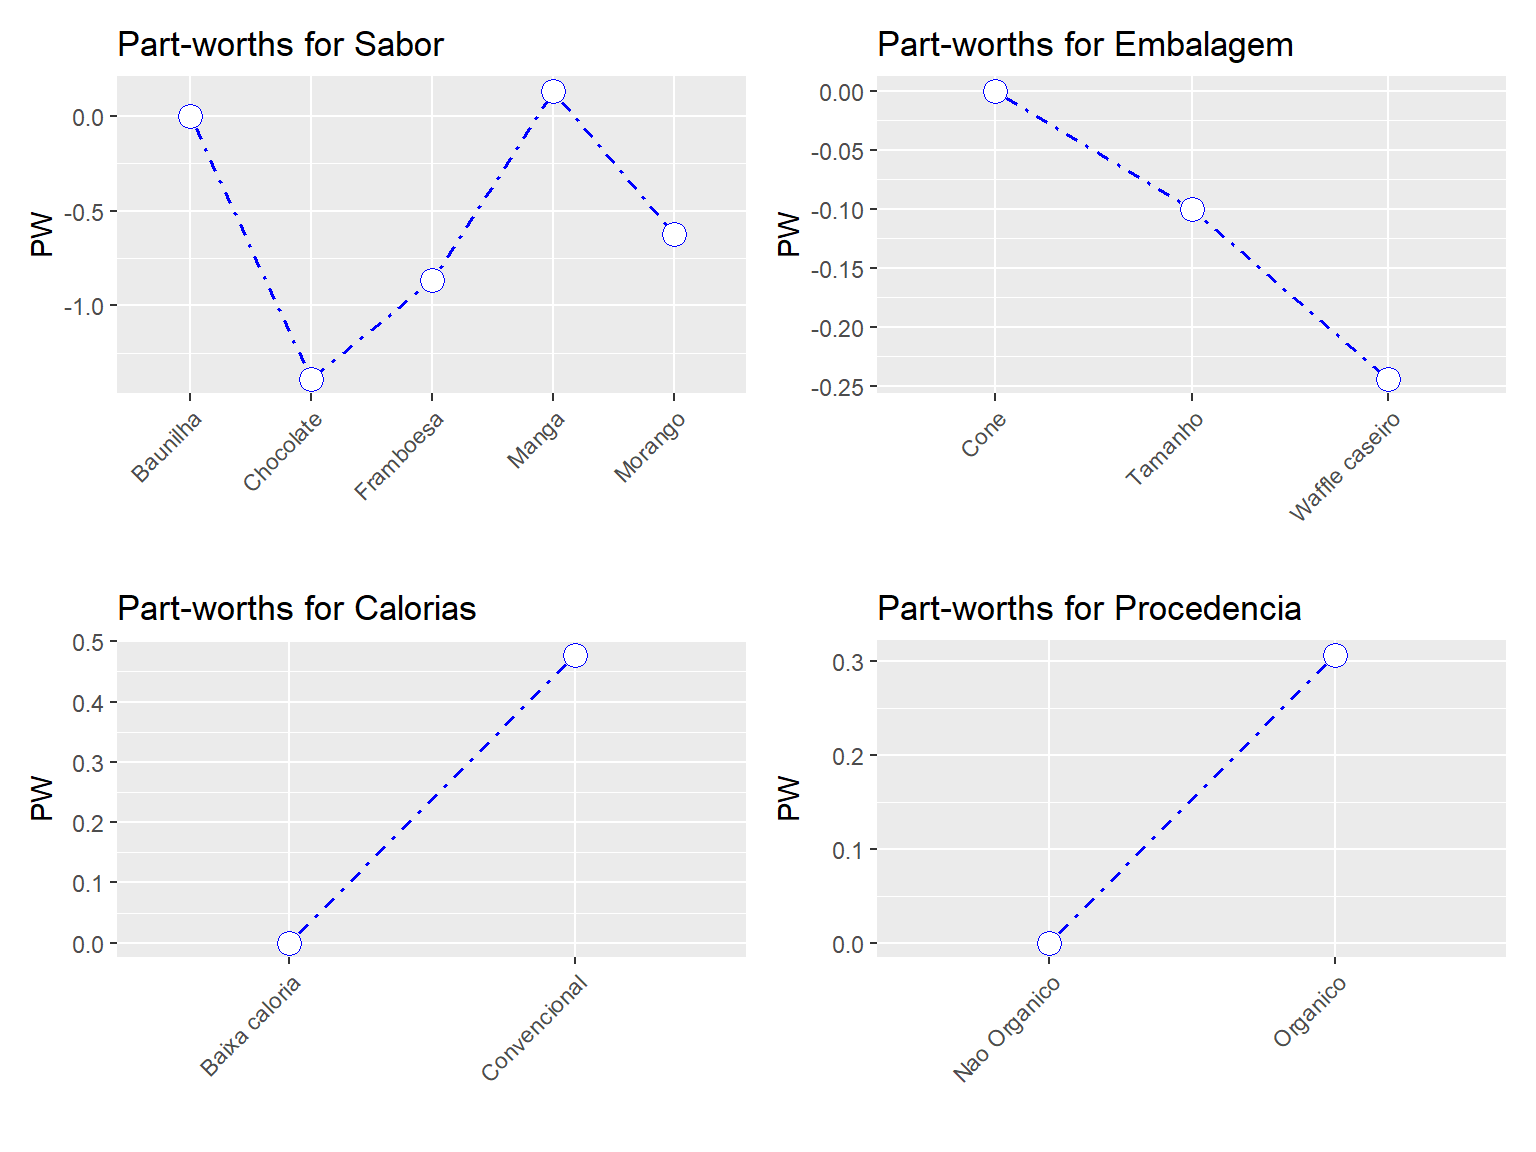 Part-worths for Sabor
PW
0.0
-0.5
-1.0
Baunilha
Chocolate
Framboesa
Manga
Morango
Part-worths for Embalagem
PW
0.00
-0.05
-0.10
-0.15
-0.20
-0.25
Cone
Tamanho
Waffle caseiro
Part-worths for Calorias
PW
0.5
0.4
0.3
0.2
0.1
0.0
Baixa caloria
Convencional
Part-worths for Procedencia
PW
0.3
0.2
0.1
0.0
Nao Organico
Organico